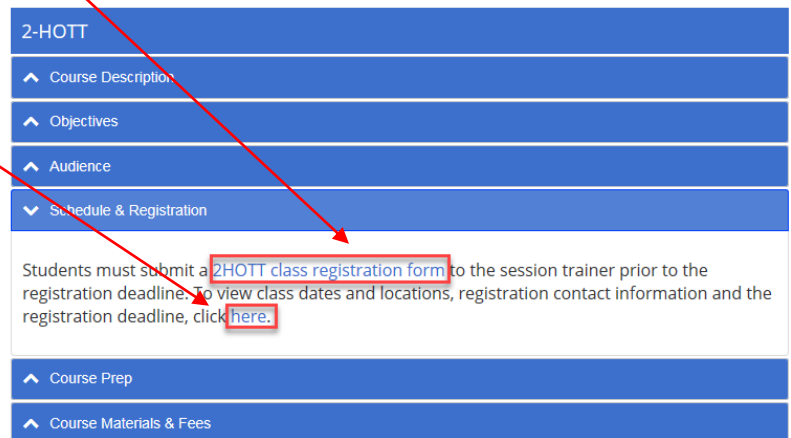 2-HOTT
Course Description
Objectives
Audience
Schedule & Registration
Students must submit a 2HOTT class registration form to the session trainer prior to the
registration deadline. To view class dates and locations, registration contact information and the
registration deadline, click here.
Course Prep
Course Materials & Fees